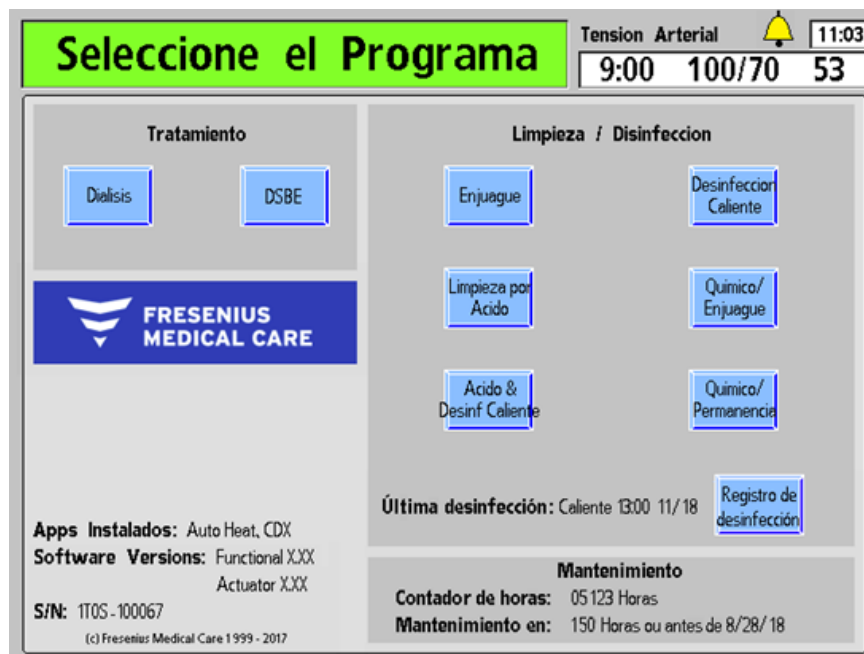 Seleccione el Programa
Tension Arterial
11:03
9:00 100/70 53
Tratamiento
Dialisis
DSBE
FRESENIUS
MEDICAL CARE
Apps Instalados: Auto Heat, CDX
Software Versions: Functional X.XX
Actuator X.XX
S/N: 1T0S-100067
(c) Fresenius Medical Care 1999 - 2017
Limpieza / Disinfeccion
Enjuague
Desinfeccion
Caliente
Limpieza por
Acido
Quimico/
Enjuague
Acido &
Desinf Caliente
Quimico/
Permanencia
Última desinfección: Caliente 13:00 11/18
Registro de
desinfección
Mantenimiento
Contador de horas: 05123 Horas
Mantenimiento en: 150 Horas ou antes de 8/28/18